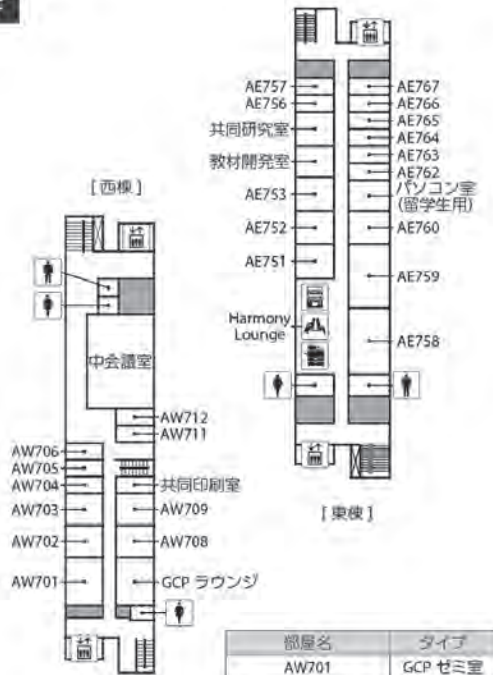 AE757
AE756
共同研究室
教材開発室
AE753
AE752
AE751
Harmony
Lounge
AE767
AE766
AE765
AE764
AE763
AE762
パソコン室
(留学生用)
AE760
AE759
AE758
[東棟]
[西棟]
中会議室
AW712
AW711
AW706
AW705
AW704
AW703
AW702
AW701
共同印刷室
AW709
AW708
GCP ラウンジ
部屋名 タイプ
AW701 GCP ゼミ室